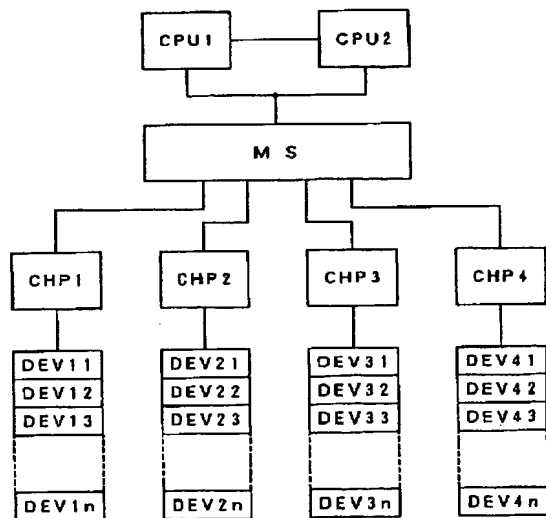 CPU1 CPU2
M S
CHP1 CHP2 CHP3 CHP4
DEV11 DEV21 DEV31 DEV41
DEV12 DEV22 DEV32 DEV42
DEV13 DEV23 DEV33 DEV43
DEV1n DEV2n DEV3n DEV4n